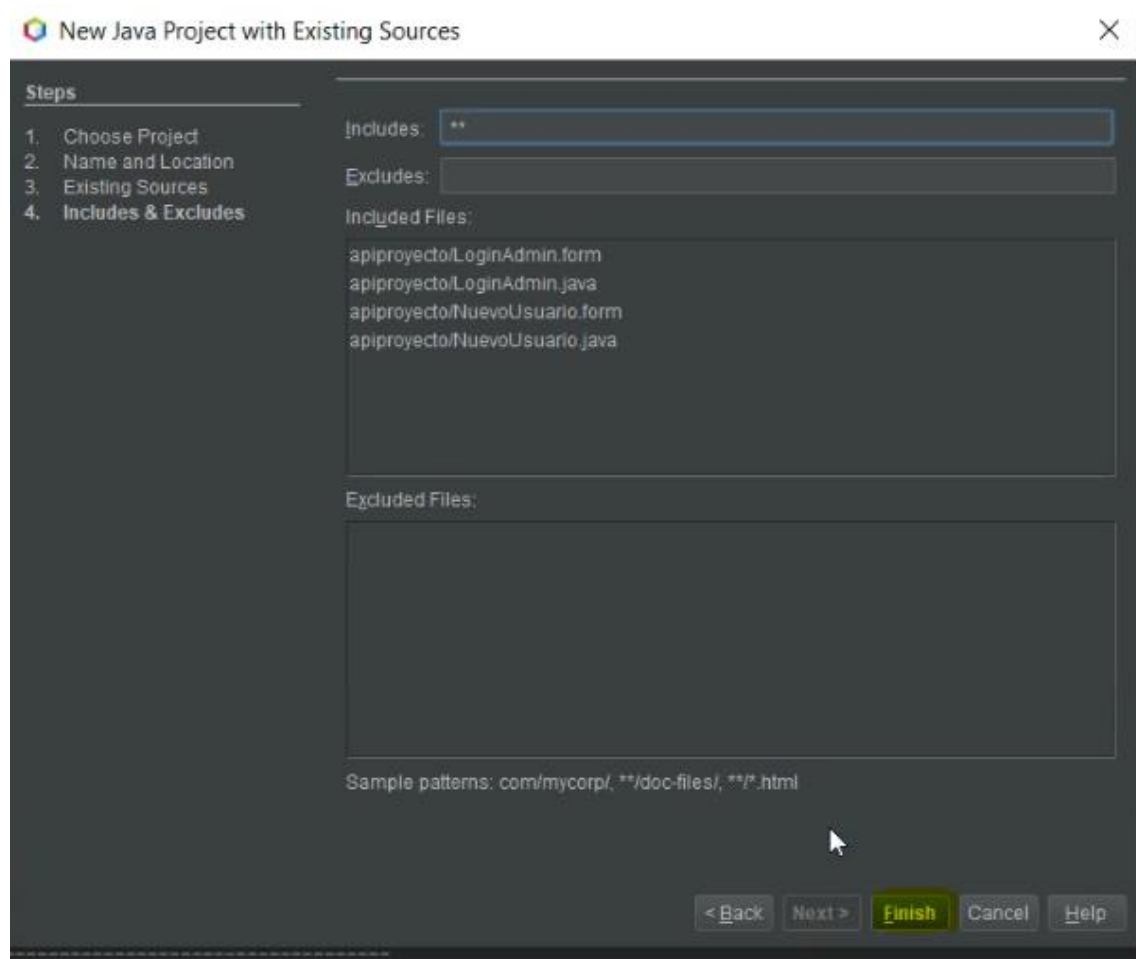 New Java Project with Existing Sources
Steps
1. Choose Project
2. Name and Location
3. Existing Sources
4. Includes & Excludes
Includes: **
Excludes:
Included Files:
apiproyecto/LoginAdmin.form
apiproyecto/LoginAdmin.java
apiproyecto/NuevoUsuario.form
apiproyecto/NuevoUsuario.java
Excluded Files:
Sample patterns: com/mycorp/, **/doc-files/, **/*.html
< Back Next > Finish Cancel Help